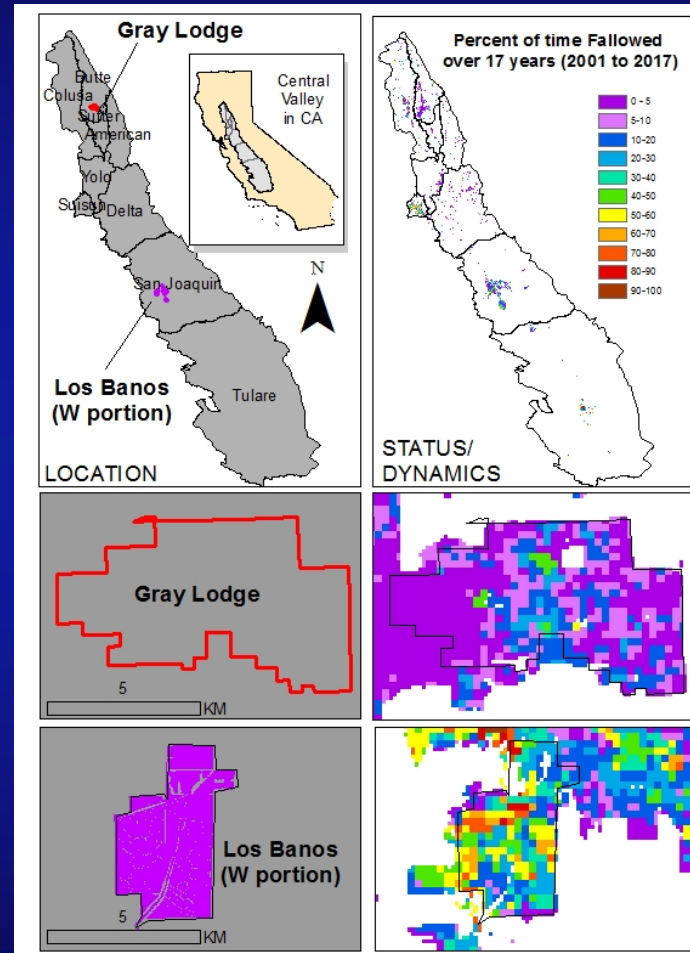 Gray Lodge
Butte
Colusa
Sutter
American
Yolo
Suisun
Delta
San Joaquin
Tulare
Los Banos
(W portion)
LOCATION
Central
Valley
in CA
N
Percent of time Fallowed
over 17 years (2001 to 2017)
0 - 5
5-10
10-20
20-30
30-40
40-50
50-60
60-70
70-80
80-90
90-100
STATUS/
DYNAMICS
Gray Lodge
5
KM
Los Banos
(W portion)
5
KM